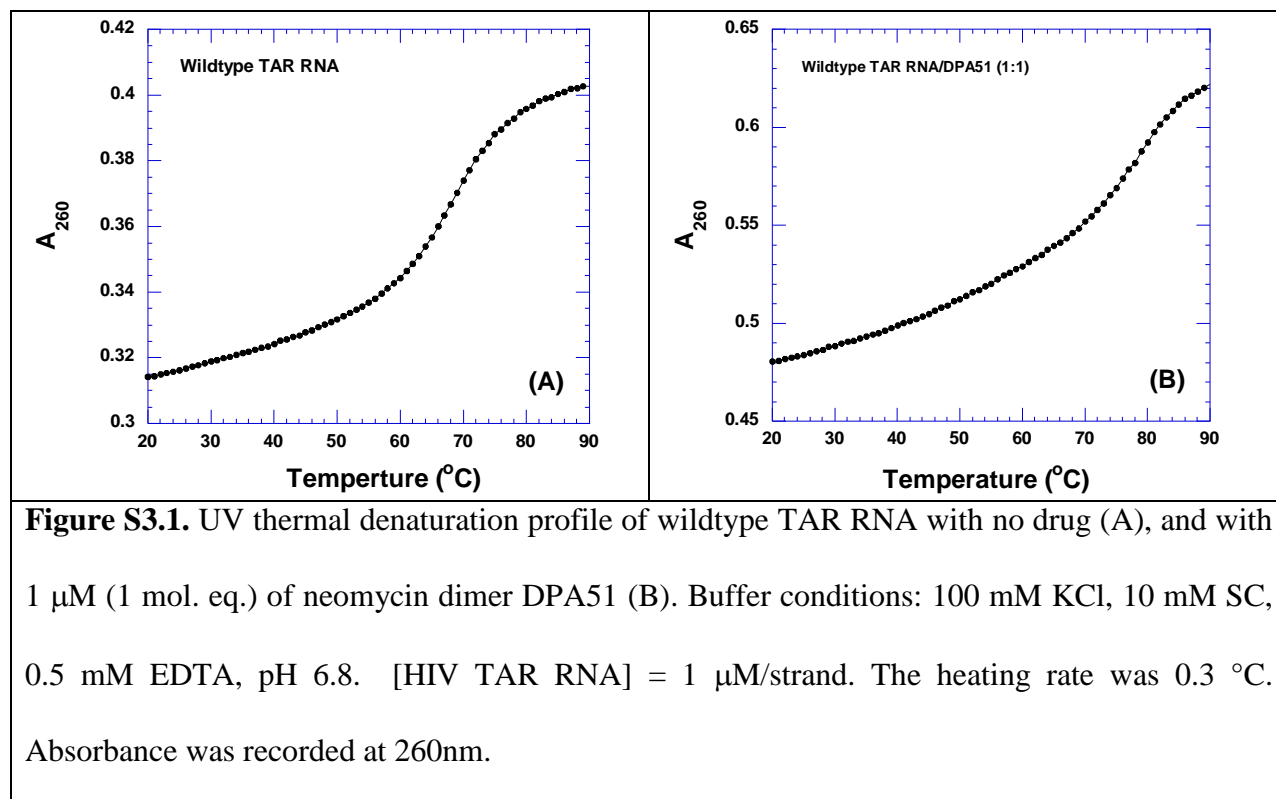 0.42
0.4
0.38
0.36
0.34
0.32
0.3
A260
Wildtype TAR RNA
(A)
20 30 40 50 60 70 80 90
Temperture (oC)
0.65
0.6
0.55
0.5
0.45
A260
Wildtype TAR RNA/DPA51 (1:1)
(B)
20 30 40 50 60 70 80 90
Temperature (oC)
Figure S3.1. UV thermal denaturation profile of wildtype TAR RNA with no drug (A), and with
1 μM (1 mol. eq.) of neomycin dimer DPA51 (B). Buffer conditions: 100 mM KCl, 10 mM SC,
0.5 mM EDTA, pH 6.8. [HIV TAR RNA] = 1 μM/strand. The heating rate was 0.3 °C.
Absorbance was recorded at 260nm.